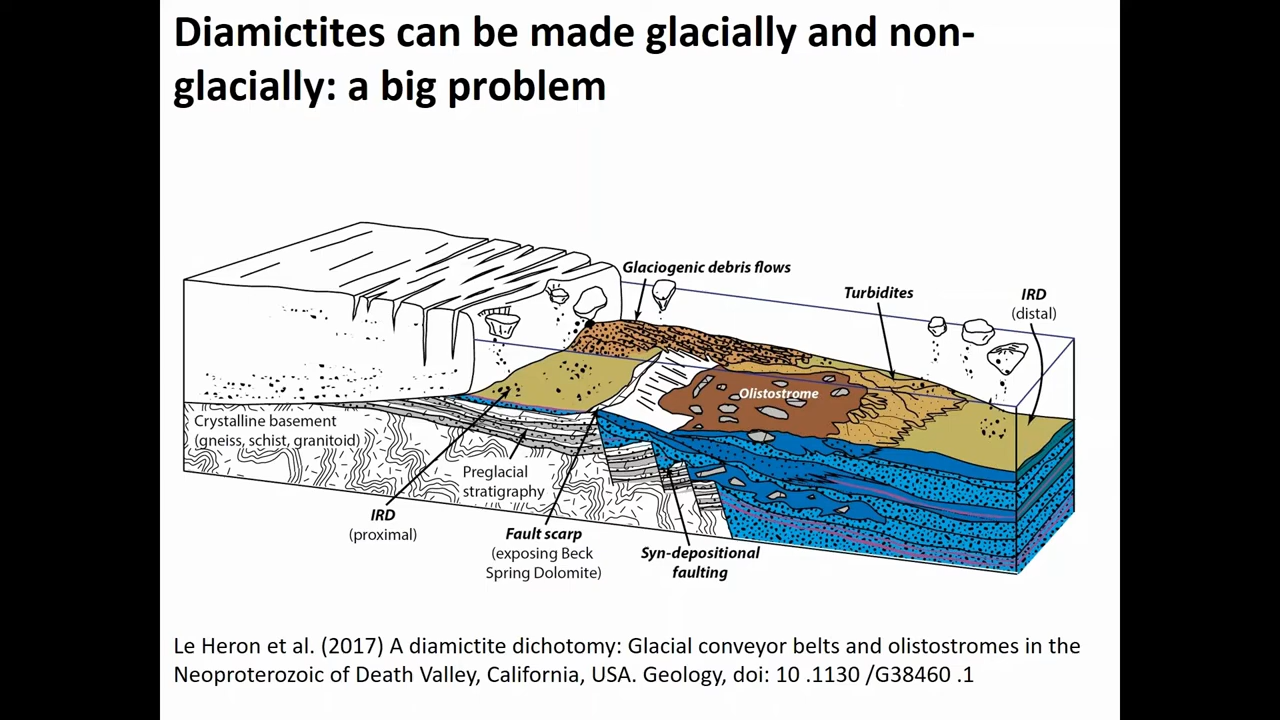 Diamictites can be made glacially and non-
glacially: a big problem
Glaciogenic debris flows
Turbidites
IRD
(distal)
Olistostrome
Crystalline basement
(gneiss, schist, granitoid)
Preglacial
stratigraphy
IRD
(proximal)
Fault scarp
(exposing Beck
Spring Dolomite)
Syn-depositional
faulting
Le Heron et al. (2017) A diamictite dichotomy: Glacial conveyor belts and olistostromes in the
Neoproterozoic of Death Valley, California, USA. Geology, doi: 10 .1130 /G38460 .1